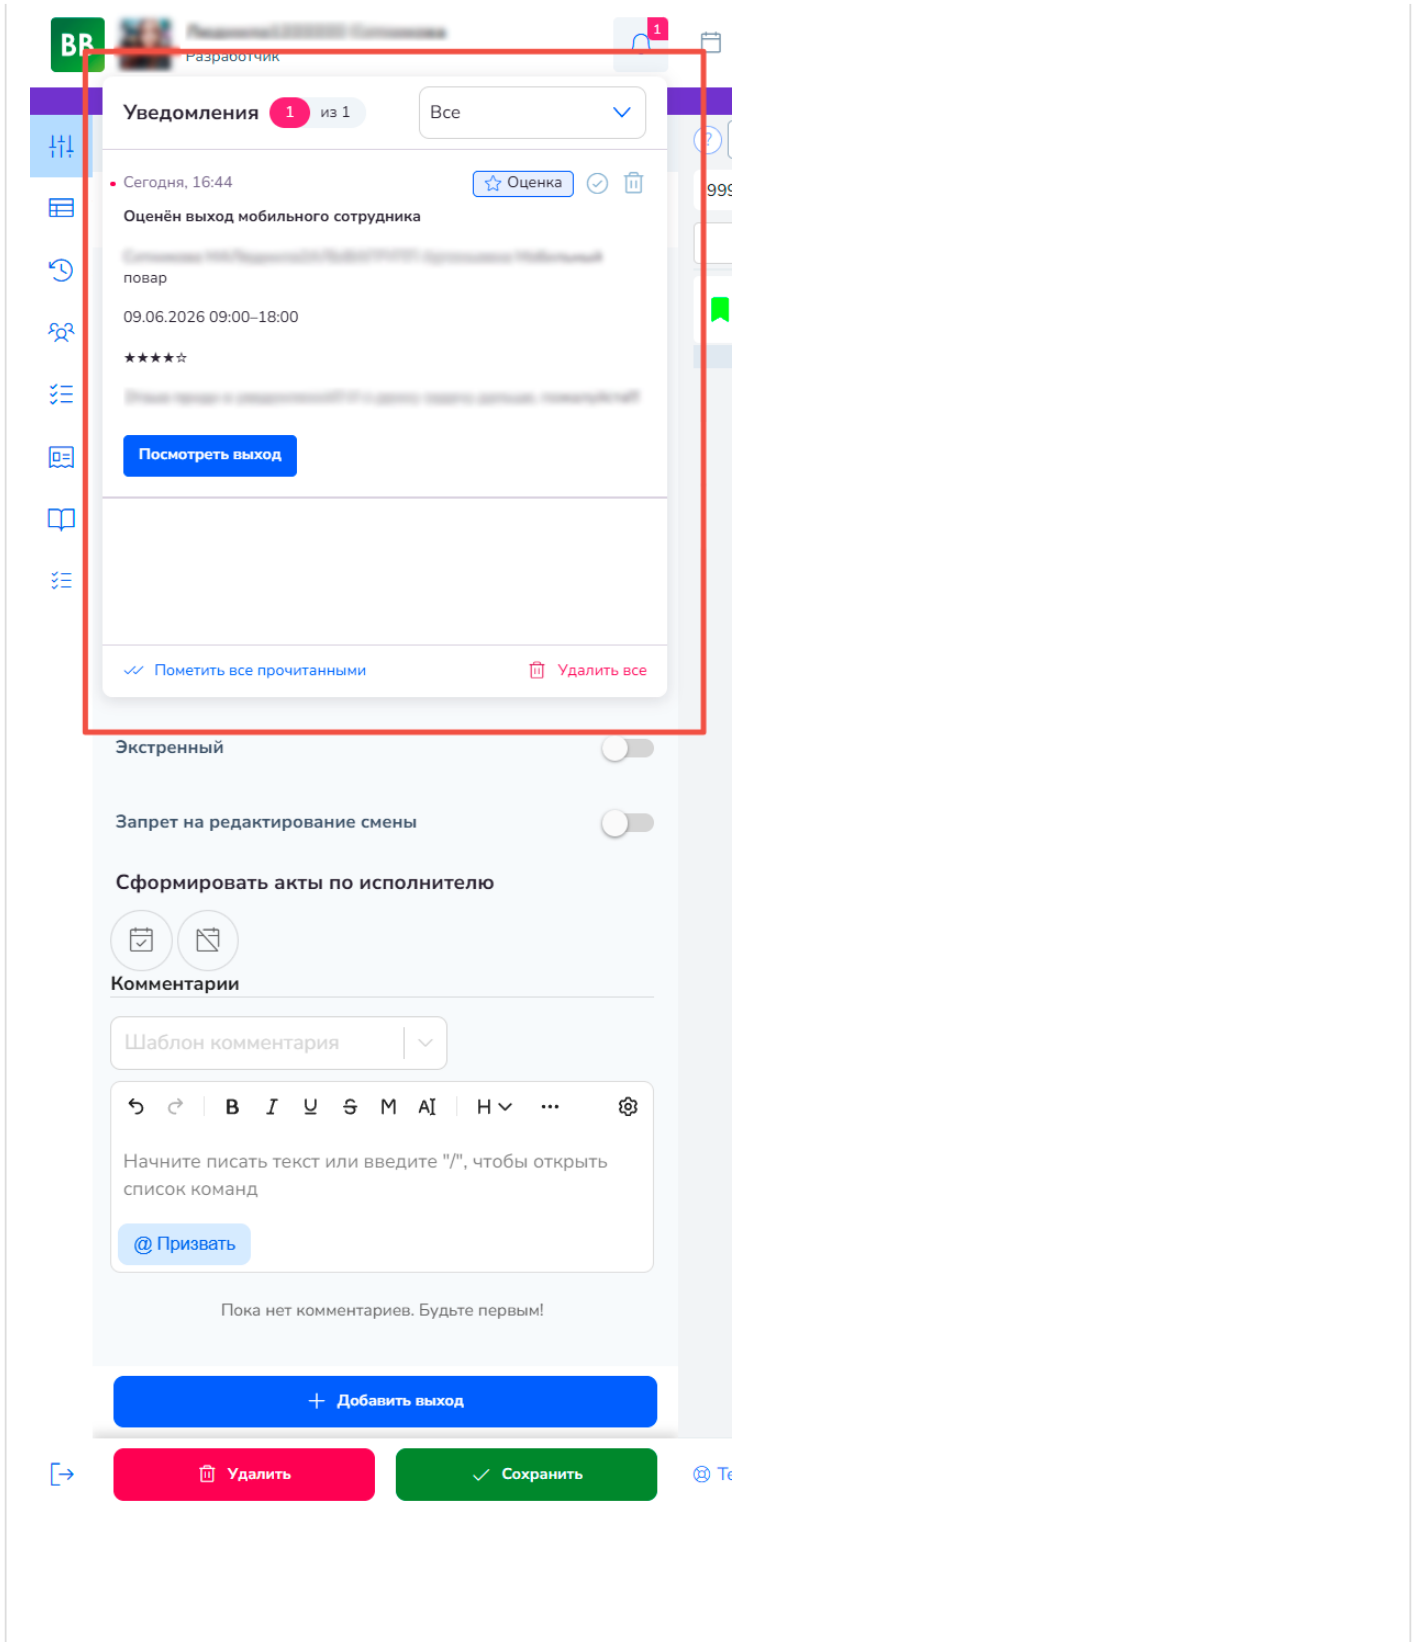 BB
1
Разработчик
Уведомления 1 из 1
Все
?
Сегодня, 16:44
Оценка
999
Оценён выход мобильного сотрудника
повар
09.06.2026 09:00–18:00
★★★★☆
Посмотреть выход
Пометить все прочитанными
Удалить все
Экстренный
Запрет на редактирование смены
Сформировать акты по исполнителю
Комментарии
Шаблон комментария
B I U S M AI H ...
Начните писать текст или введите "/", чтобы открыть
список команд
@ Призвать
Пока нет комментариев. Будьте первым!
+ Добавить выход
Удалить
Сохранить